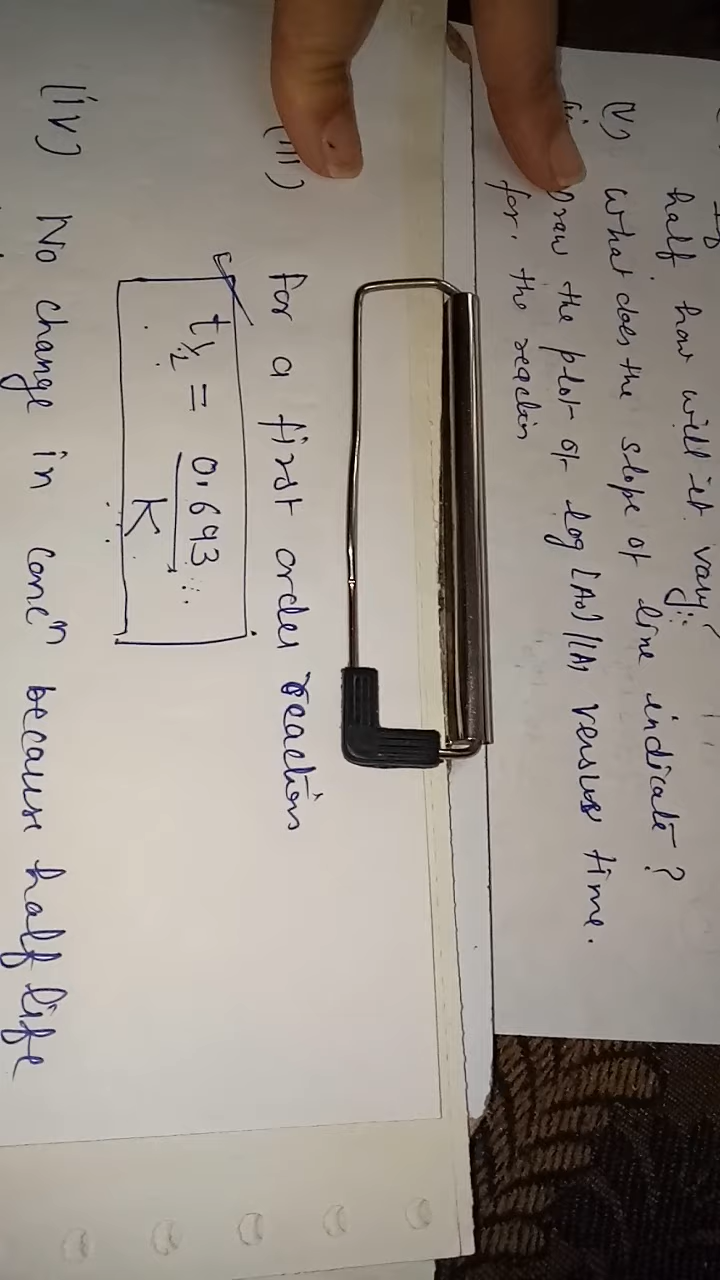 half how will it vary?
(V) What does the slope of line indicate?
Draw the plot of log [A0]/[A] versus time.
for. the reaction
(iii) for a first order reaction
t½ = 0.693
K
(iv) No change in conc^n because half life